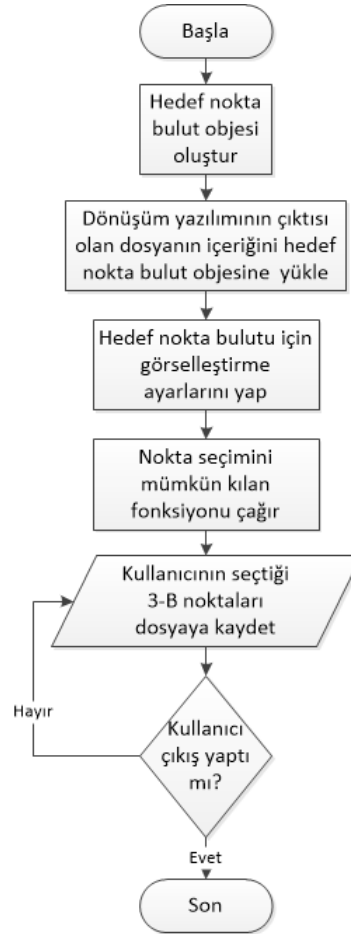 Başla
Hedef nokta
bulut objesi
oluştur
Dönüşüm yazılımının çıktısı
olan dosyanın içeriğini hedef
nokta bulut objesine yükle
Hedef nokta bulutu için
görselleştirme
ayarlarını yap
Nokta seçimini
mümkün kılan
fonksiyonu çağır
Kullanıcının seçtiği
3-B noktaları
dosyaya kaydet
Hayır
Kullanıcı
çıkış yaptı
mı?
Evet
Son